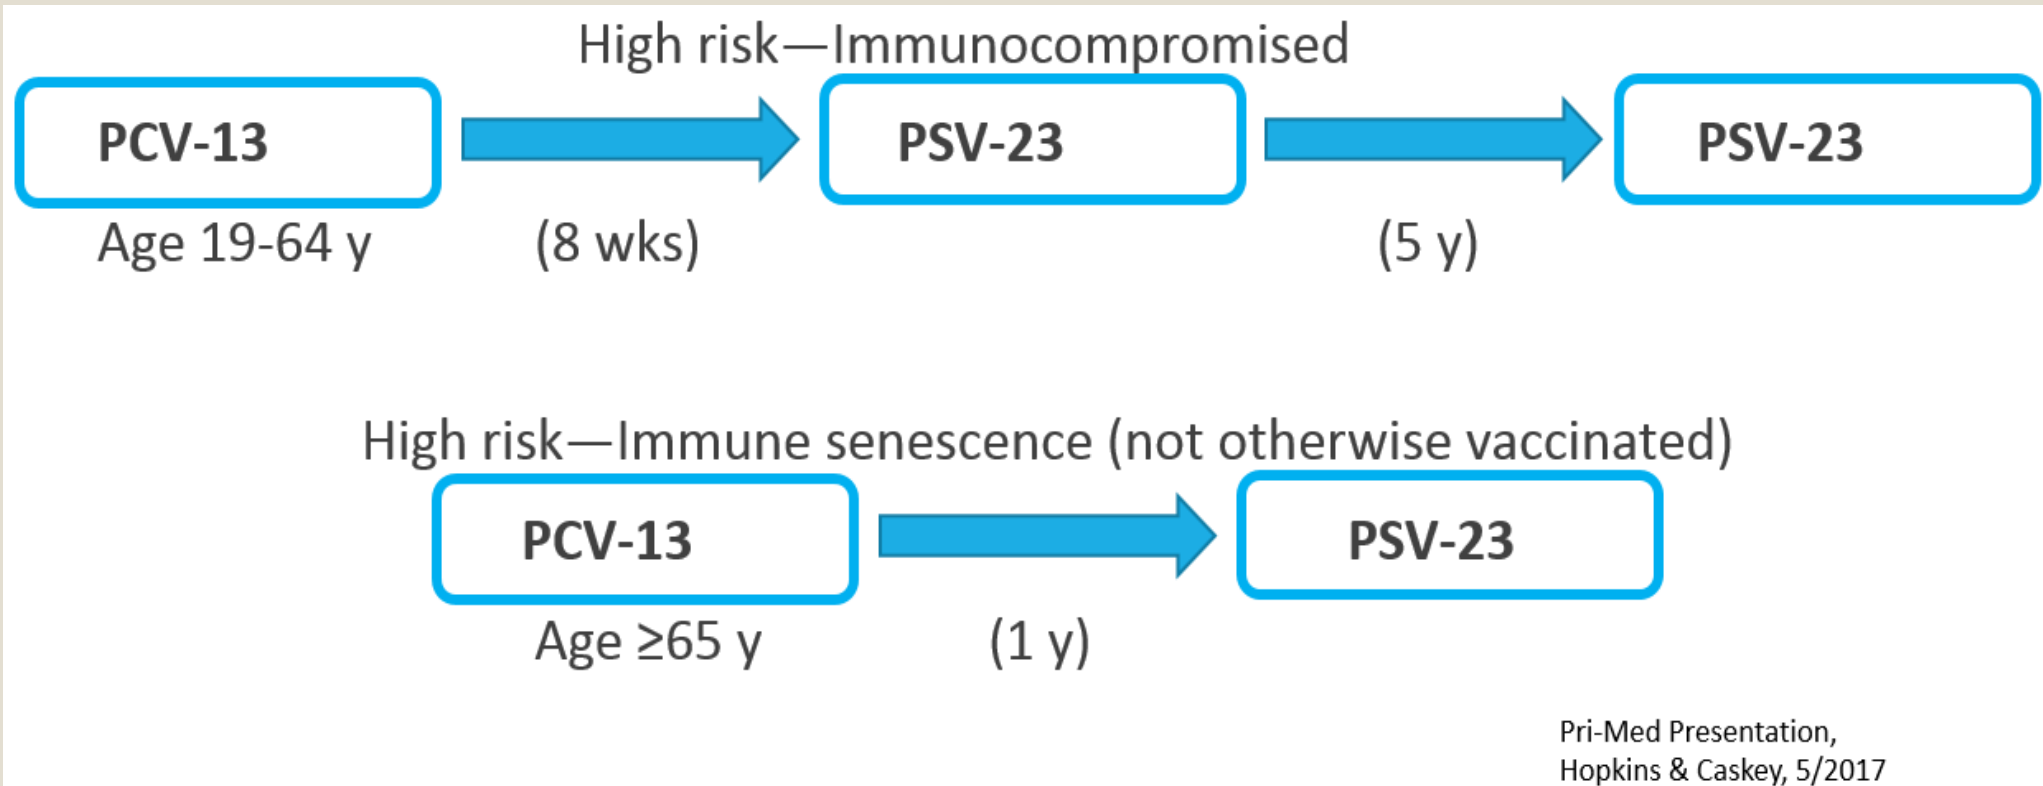 High risk—Immunocompromised
PCV-13
PSV-23
PSV-23
Age 19-64 y
(8 wks)
(5 y)
High risk—Immune senescence (not otherwise vaccinated)
PCV-13
PSV-23
Age ≥65 y
(1 y)
Pri-Med Presentation,
Hopkins & Caskey, 5/2017